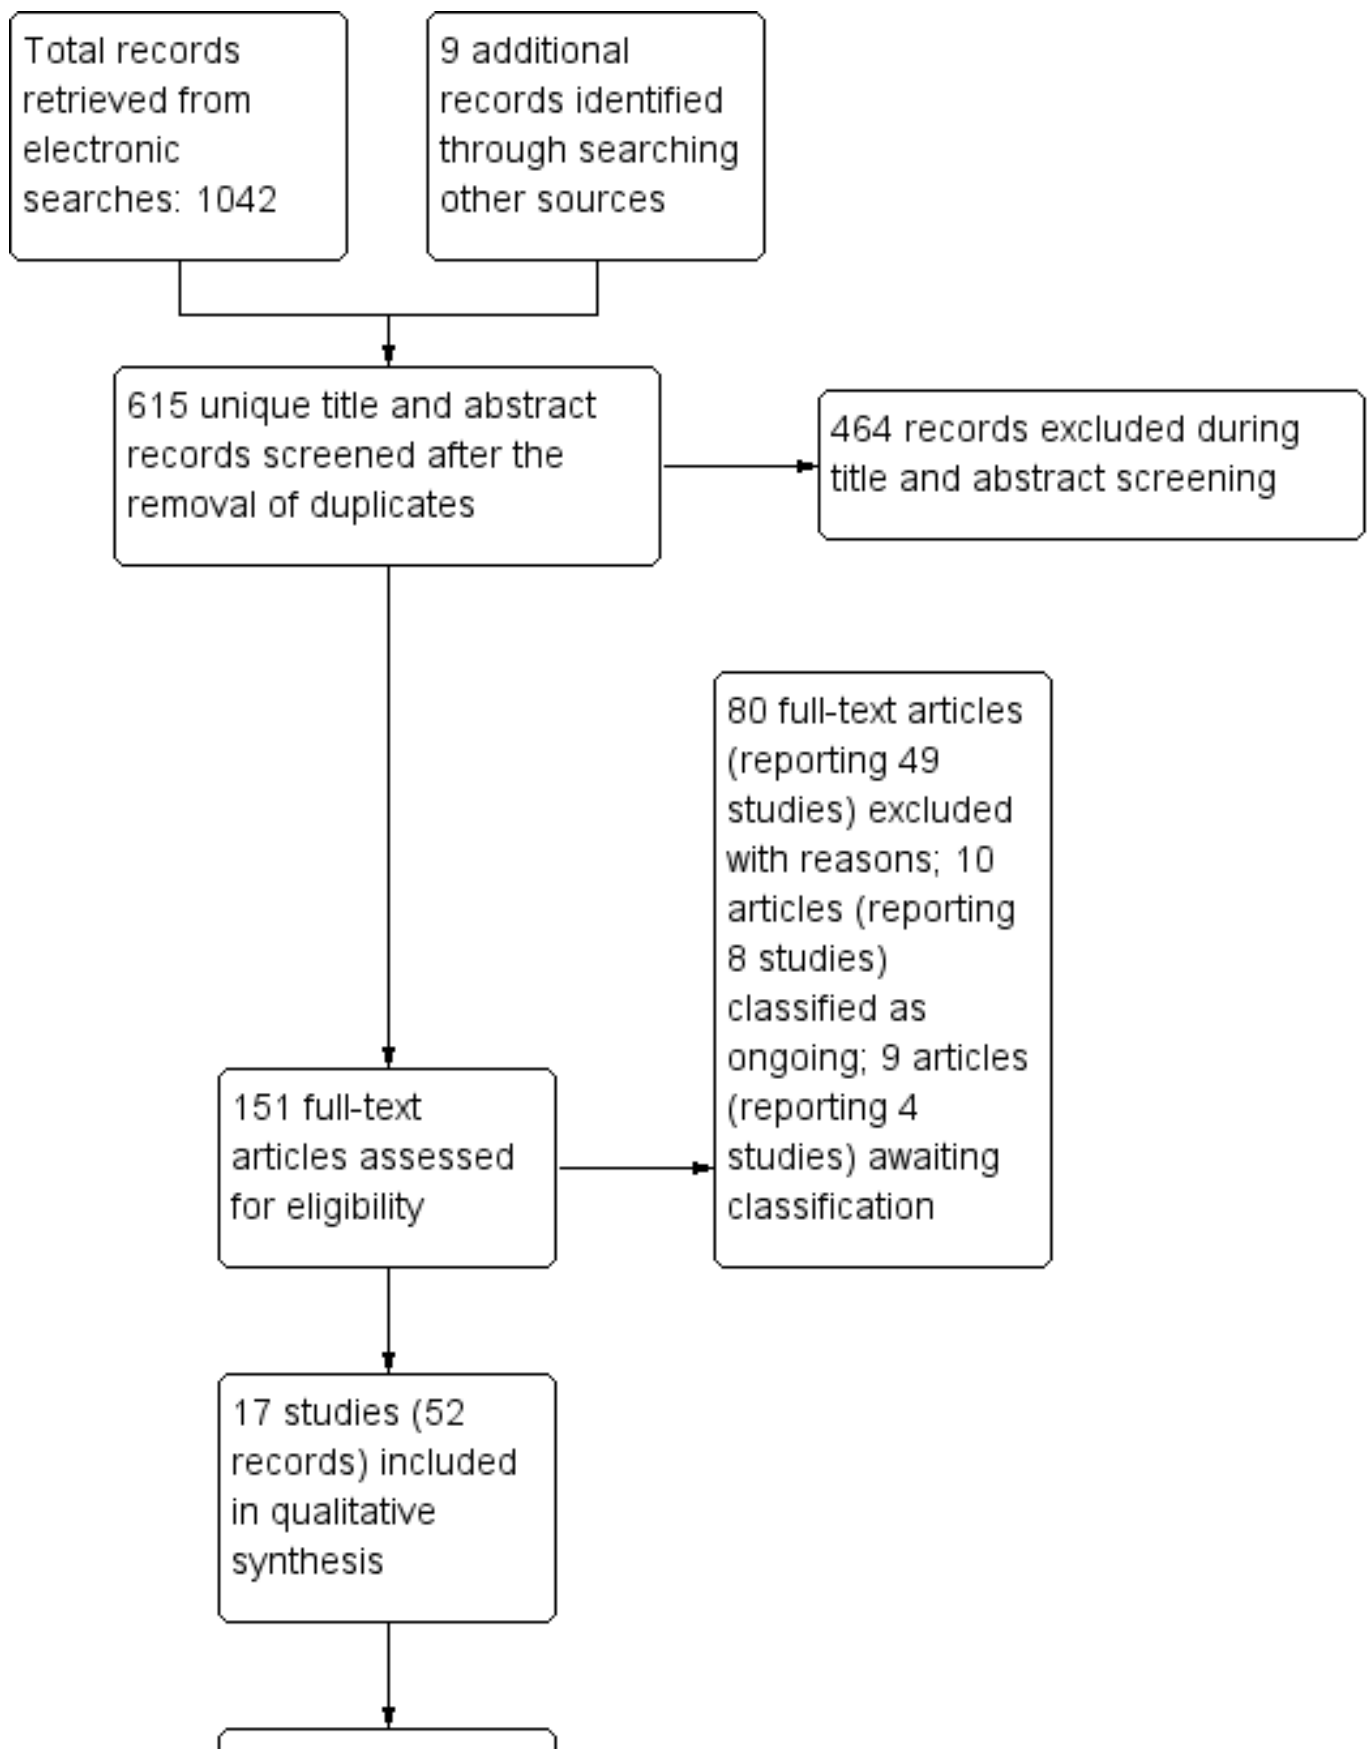 Total records
retrieved from
electronic
searches: 1042
9 additional
records identified
through searching
other sources
615 unique title and abstract
records screened after the
removal of duplicates
464 records excluded during
title and abstract screening
80 full-text articles
(reporting 49
studies) excluded
with reasons; 10
articles (reporting
8 studies)
classified as
ongoing; 9 articles
(reporting 4
studies) awaiting
classification
151 full-text
articles assessed
for eligibility
17 studies (52
records) included
in qualitative
synthesis